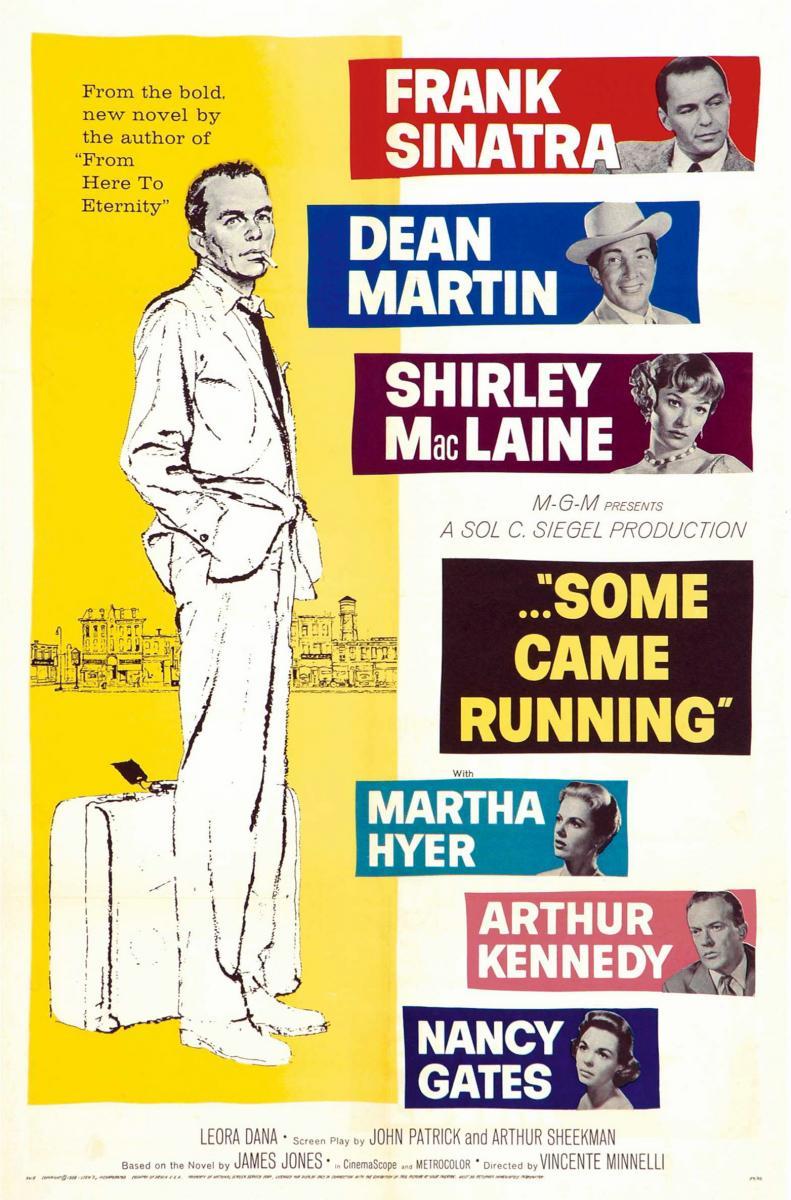 From the bold,
new novel by
the author of
"From
Here To
Eternity"
FRANK
SINATRA
DEAN
MARTIN
SHIRLEY
Mac LAINE
M-G-M PRESENTS
A SOL C. SIEGEL PRODUCTION
..."SOME
CAME
RUNNING"
With
MARTHA
HYER
ARTHUR
KENNEDY
NANCY
GATES
LEORA DANA • Screen Play by JOHN PATRICK and ARTHUR SHEEKMAN
Based on the Novel by JAMES JONES • In CinemaScope and METROCOLOR • Directed by VINCENTE MINNELLI